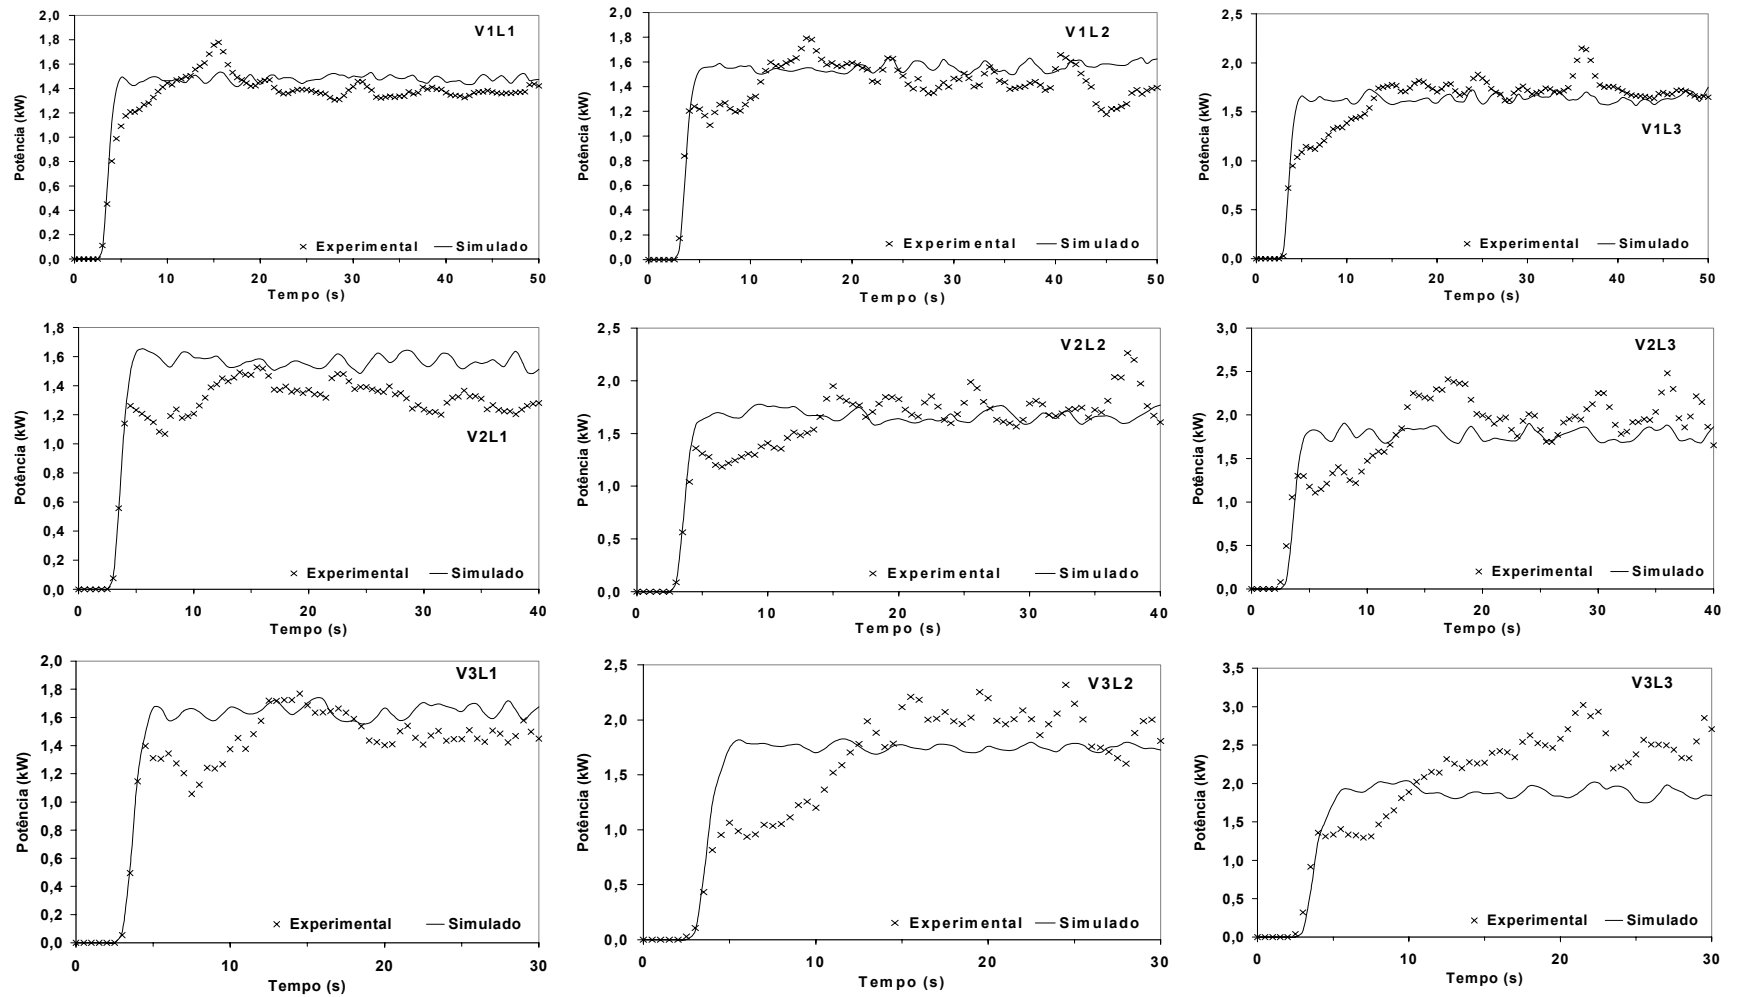 V1L1
Potência (kW)
2,0
1,8
1,6
1,4
1,2
1,0
0,8
0,6
0,4
0,2
0,0
× Experimental — Simulado
0 10 20 30 40 50
Tempo (s)
V1L2
Potência (kW)
2,0
1,8
1,6
1,4
1,2
1,0
0,8
0,6
0,4
0,2
0,0
× Experimental — Simulado
0 10 20 30 40 50
Tempo (s)
V1L3
Potência (kW)
2,5
2,0
1,5
1,0
0,5
0,0
× Experimental — Simulado
0 10 20 30 40 50
Tempo (s)
V2L1
Potência (kW)
1,8
1,6
1,4
1,2
1,0
0,8
0,6
0,4
0,2
0,0
× Experimental — Simulado
0 10 20 30 40
Tempo (s)
V2L2
Potência (kW)
2,5
2,0
1,5
1,0
0,5
0,0
× Experimental — Simulado
0 10 20 30 40
Tempo (s)
V2L3
Potência (kW)
3,0
2,5
2,0
1,5
1,0
0,5
0,0
× Experimental — Simulado
0 10 20 30 40
Tempo (s)
V3L1
Potência (kW)
2,0
1,8
1,6
1,4
1,2
1,0
0,8
0,6
0,4
0,2
0,0
× Experimental — Simulado
0 10 20 30
Tempo (s)
V3L2
Potência (kW)
2,5
2,0
1,5
1,0
0,5
0,0
× Experimental — Simulado
0 10 20 30
Tempo (s)
V3L3
Potência (kW)
3,5
3,0
2,5
2,0
1,5
1,0
0,5
0,0
× Experimental — Simulado
0 10 20 30
Tempo (s)